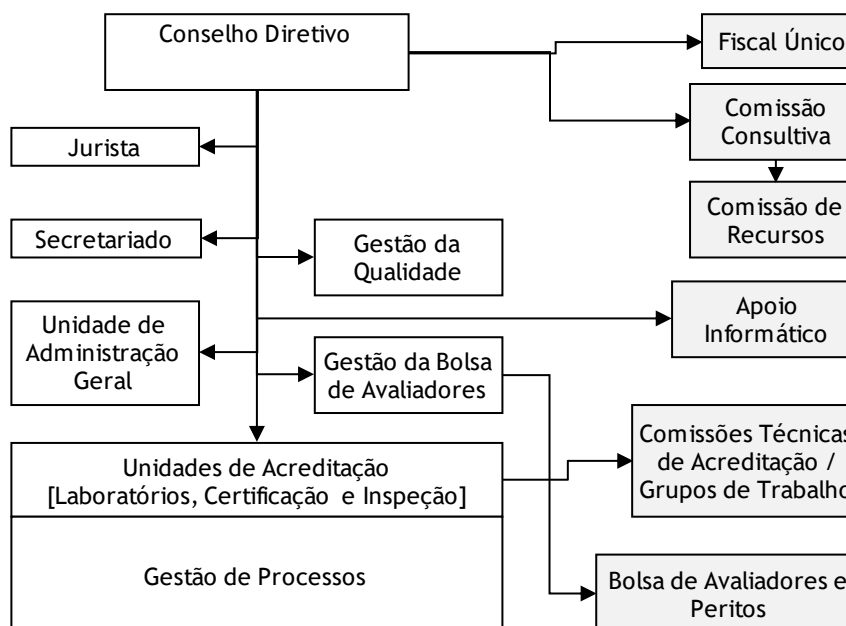 Conselho Diretivo
Fiscal Único
Comissão
Consultiva
Jurista
Comissão de
Recursos
Secretariado
Gestão da
Qualidade
Apoio
Informático
Unidade de
Administração
Geral
Gestão da Bolsa
de Avaliadores
Comissões Técnicas
de Acreditação /
Grupos de Trabalho
Unidades de Acreditação
[Laboratórios, Certificação e Inspeção]
Gestão de Processos
Bolsa de Avaliadores e
Peritos